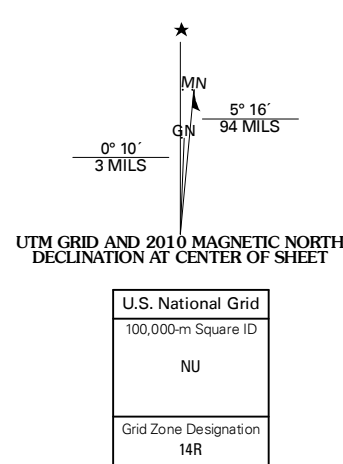 ★
MN
GN
5° 16´
94 MILS
0° 10´
3 MILS
UTM GRID AND 2010 MAGNETIC NORTH
DECLINATION AT CENTER OF SHEET
U.S. National Grid
100,000-m Square ID
NU
Grid Zone Designation
14R